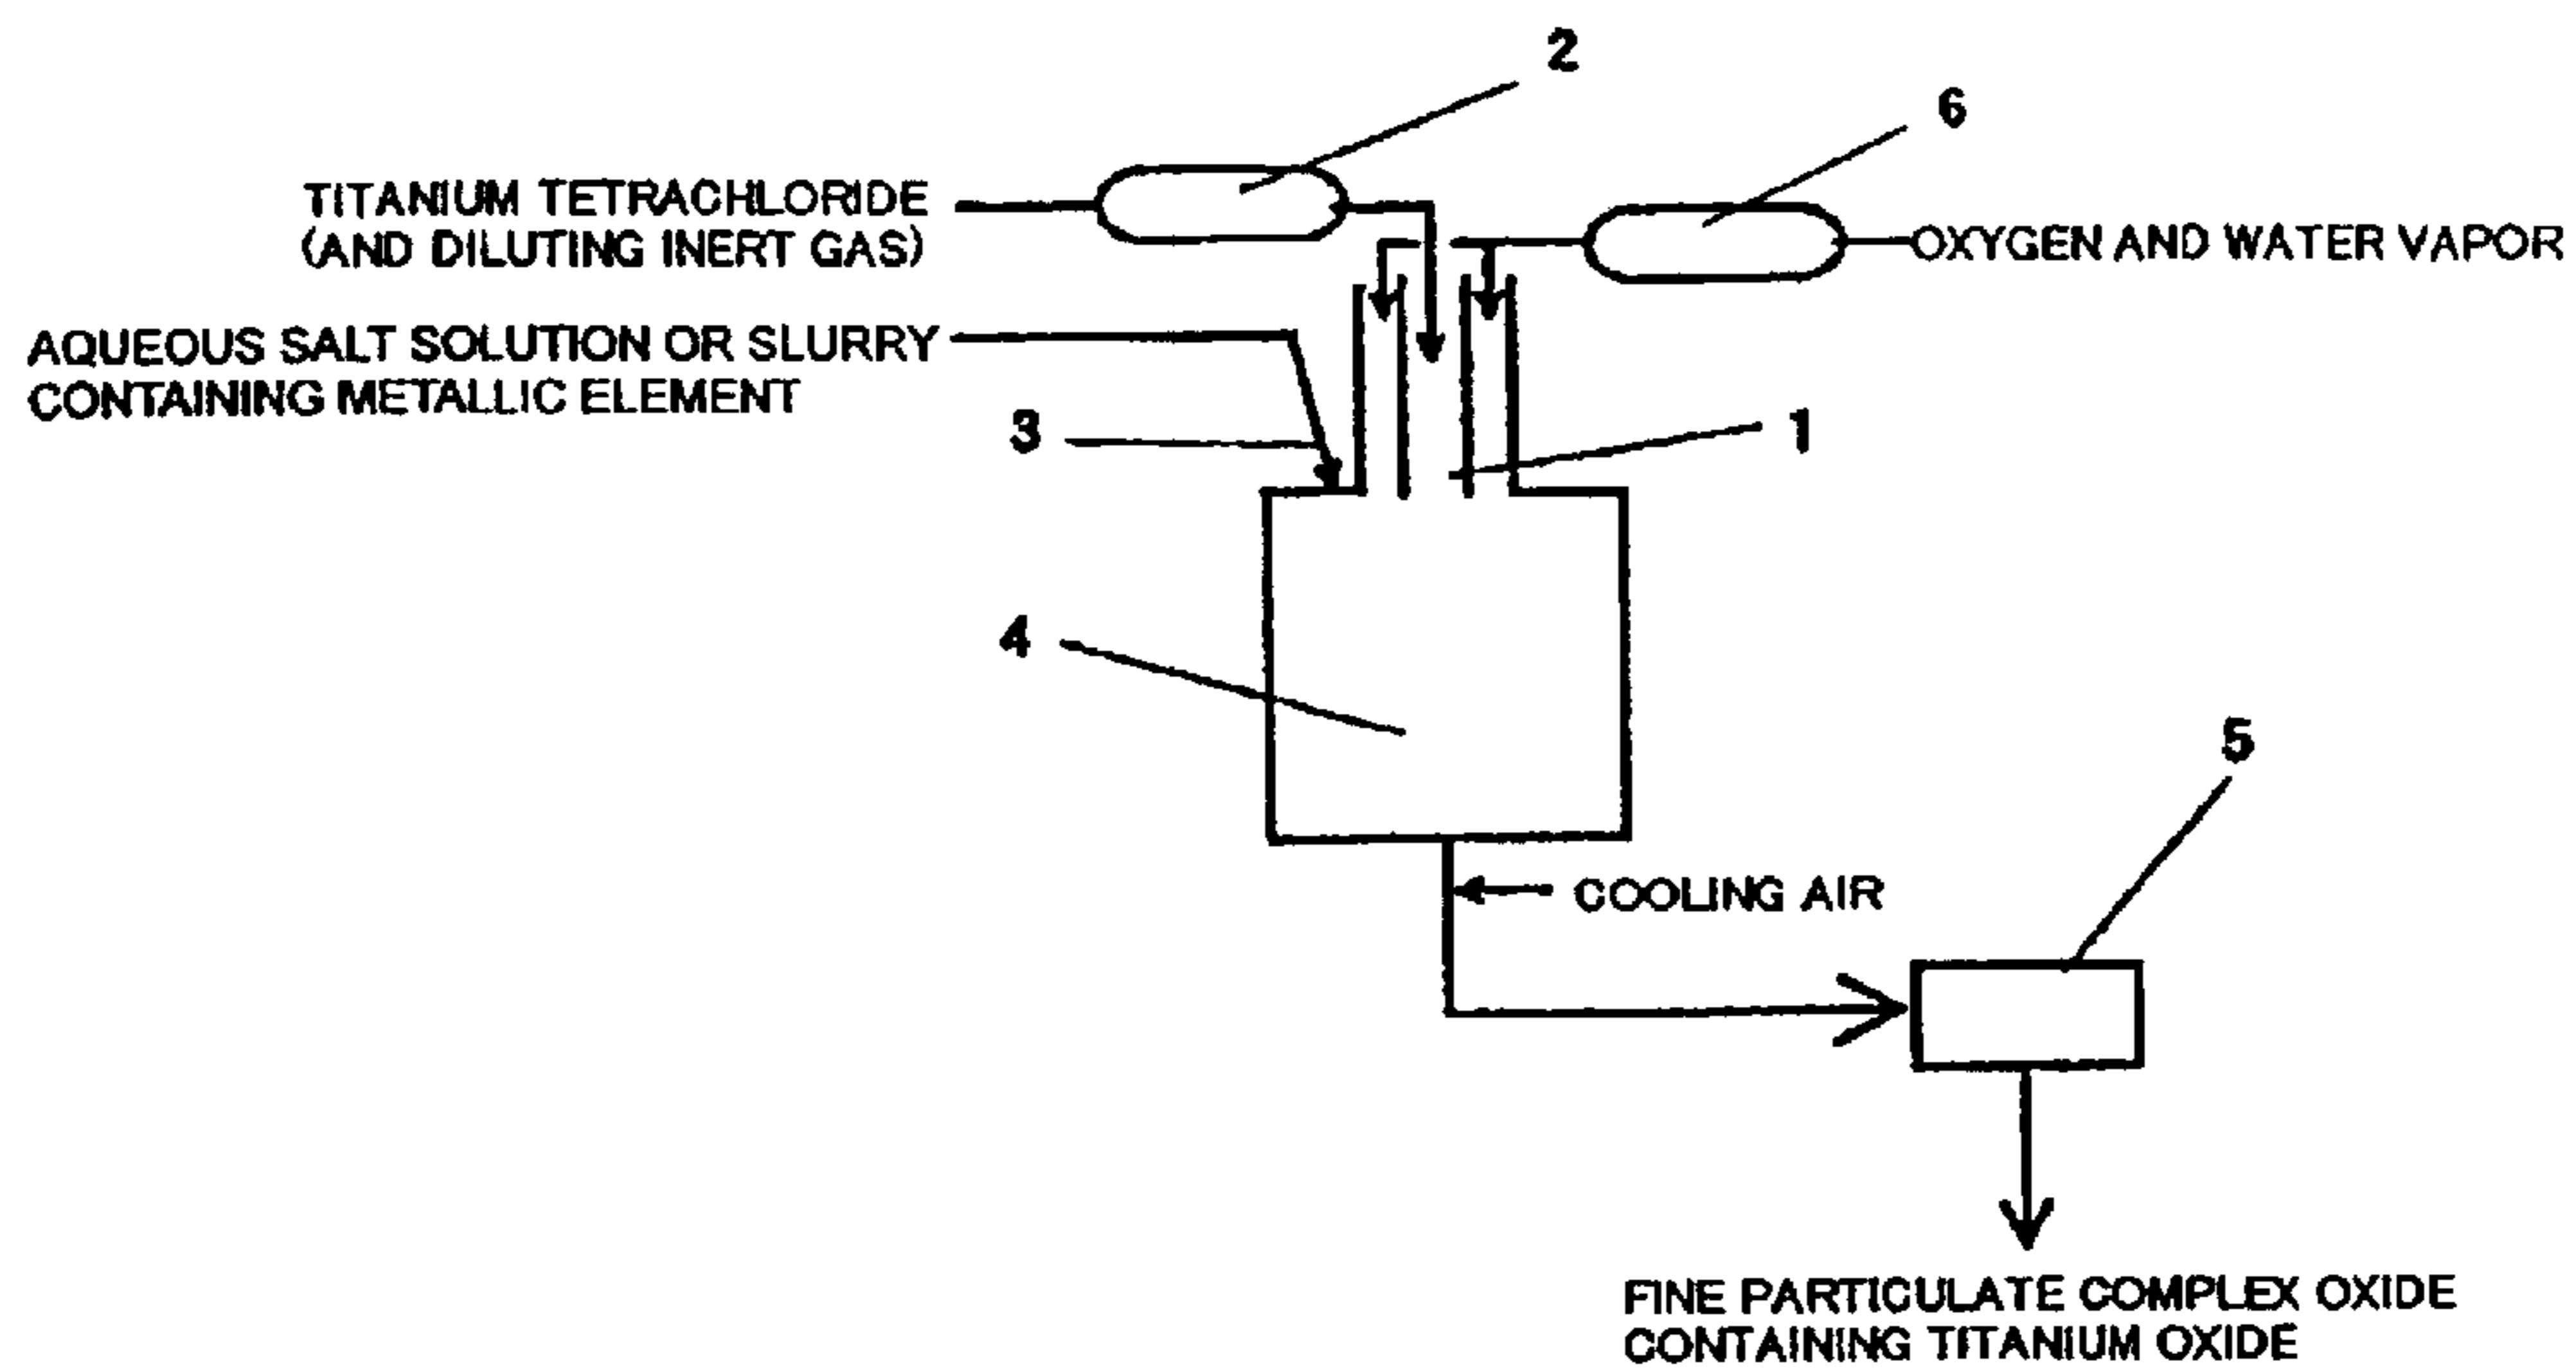 2
6
TITANIUM TETRACHLORIDE
(AND DILUTING INERT GAS)
OXYGEN AND WATER VAPOR
AQUEOUS SALT SOLUTION OR SLURRY
CONTAINING METALLIC ELEMENT
3
1
4
5
COOLING AIR
FINE PARTICULATE COMPLEX OXIDE
CONTAINING TITANIUM OXIDE